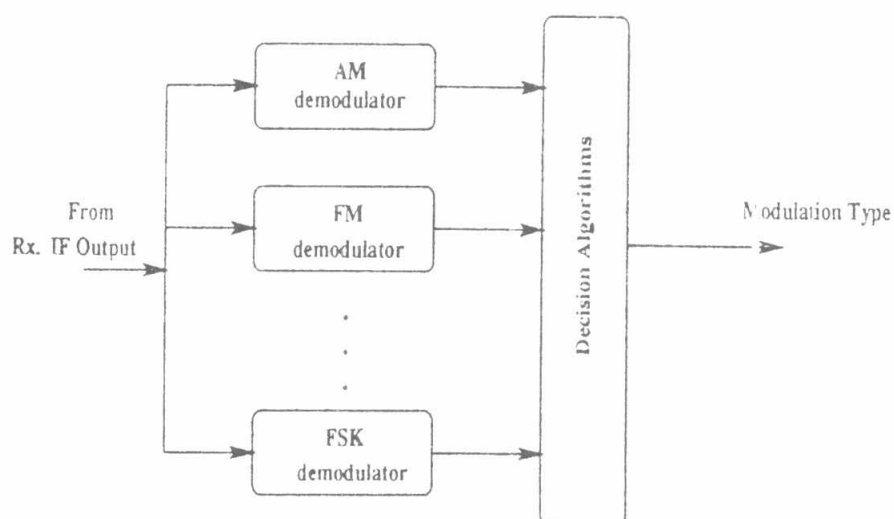 AM
demodulator
From
Rx. IF Output
FM
demodulator
Decision Algorithms
Modulation Type
FSK
demodulator